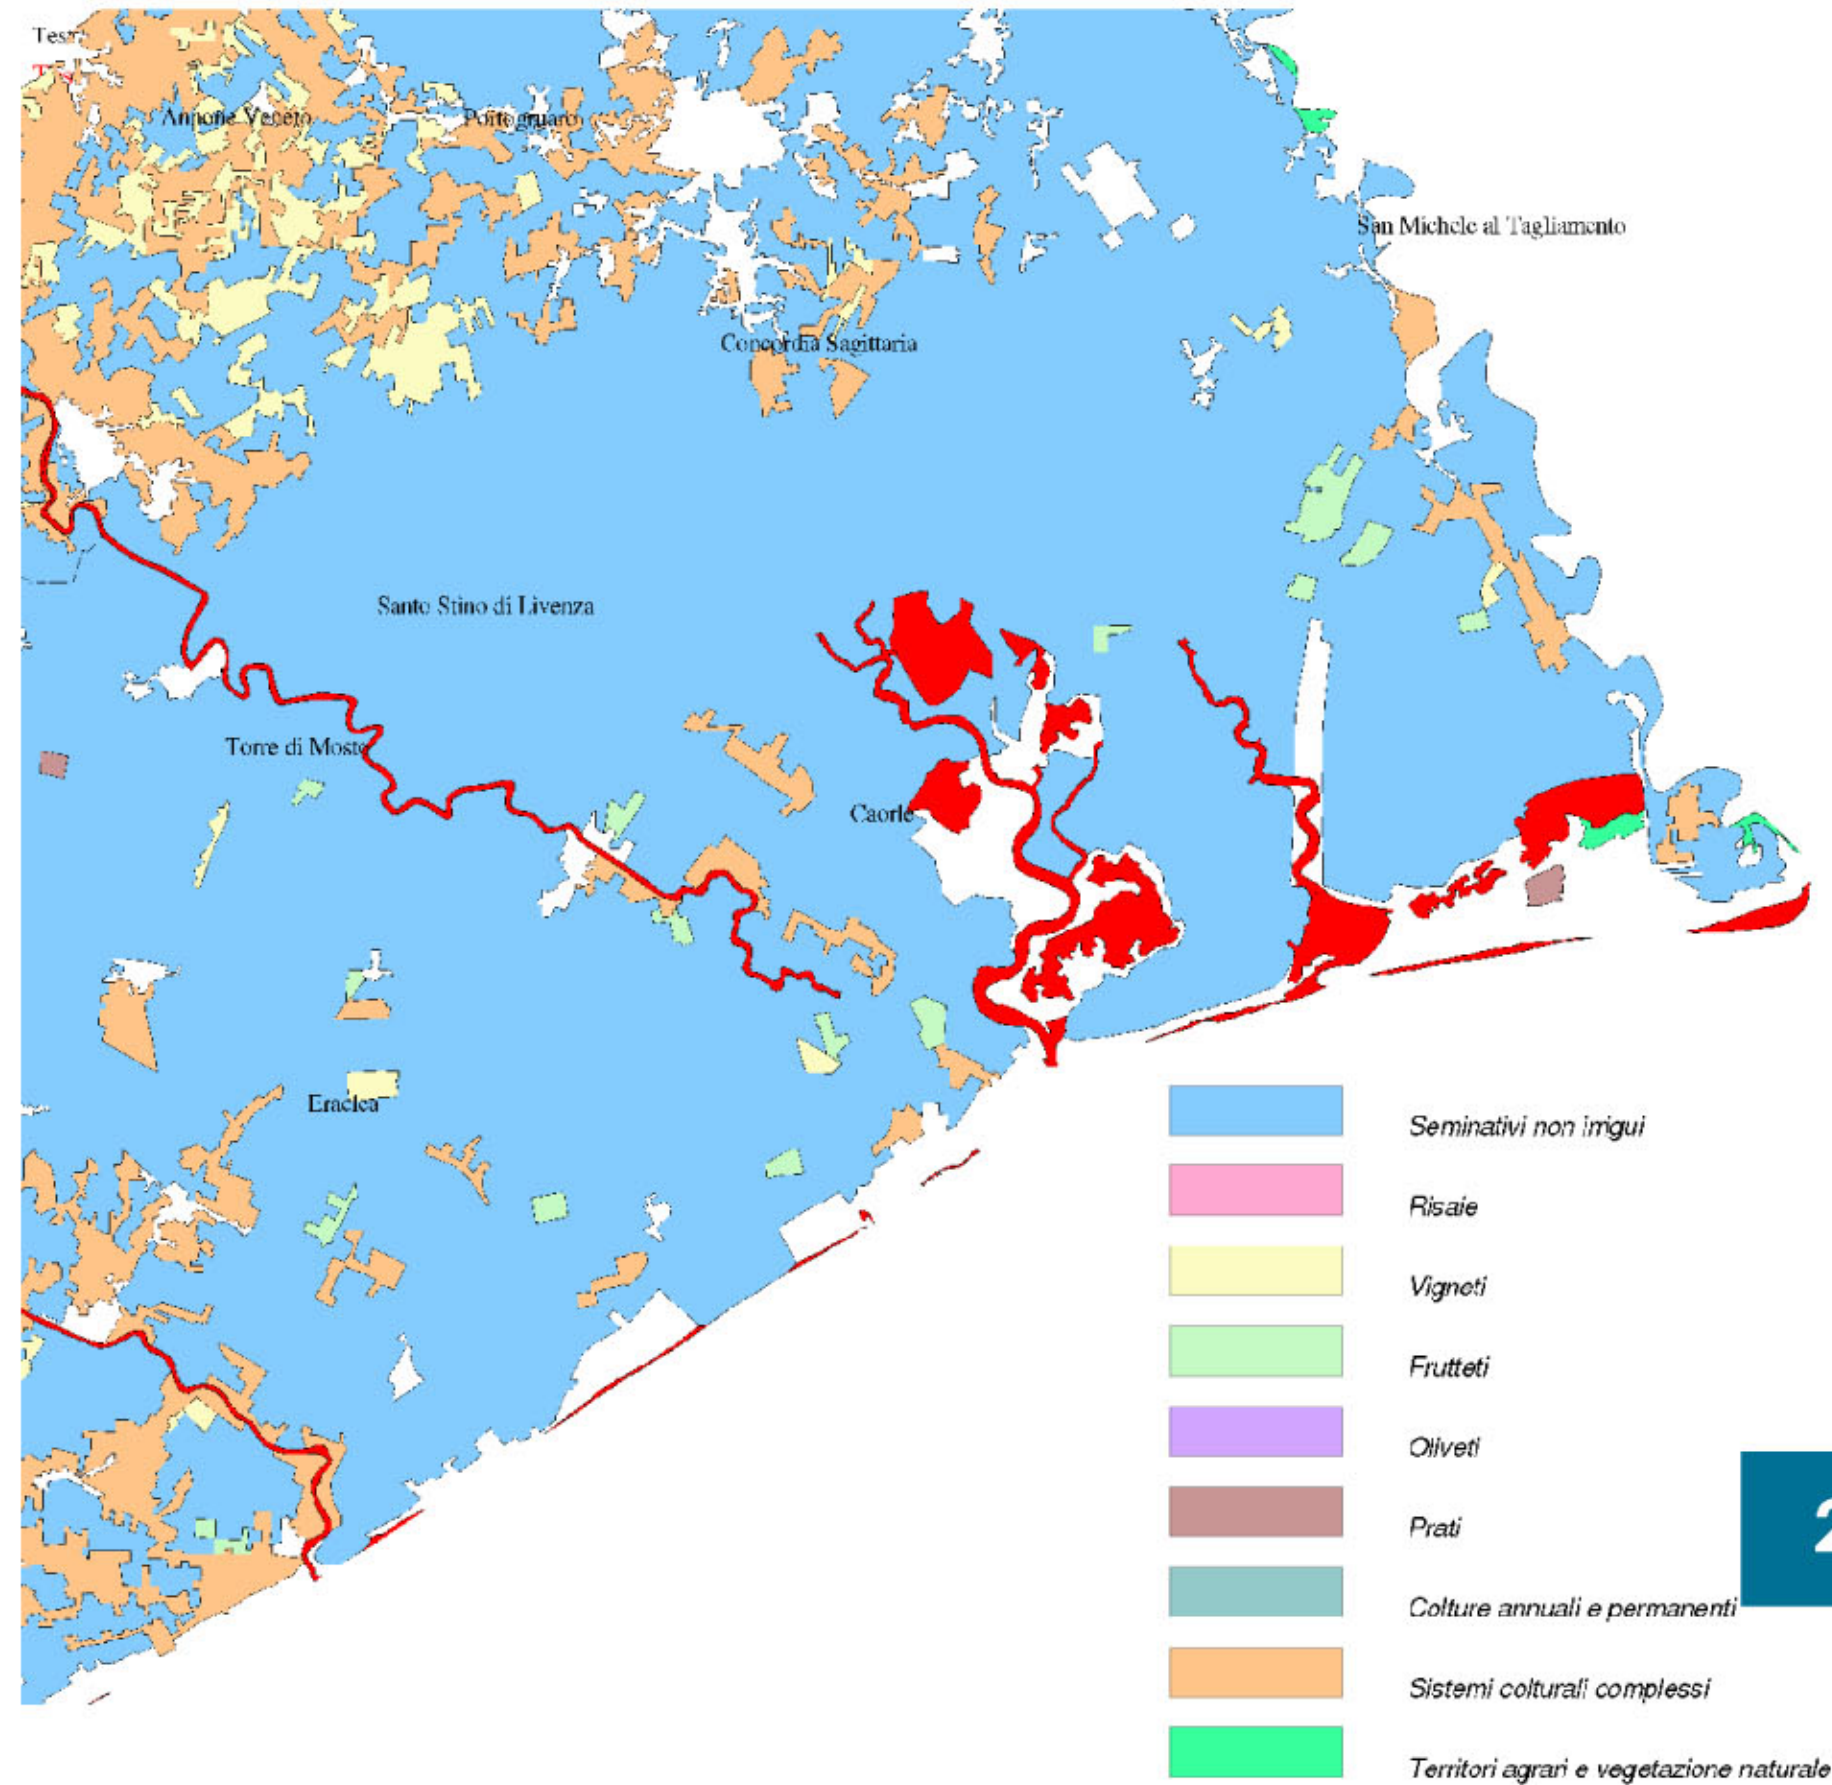 Annone Veneto
Portogruaro
San Michele al Tagliamento
Concordia Sagittaria
Santo Stino di Livenza
Torre di Mosto
Caorle
Eraclea
Seminativi non irrigui
Risaie
Vigneti
Frutteti
Oliveti
Prati
2
Colture annuali e permanenti
Sistemi colturali complessi
Territori agrari e vegetazione naturale